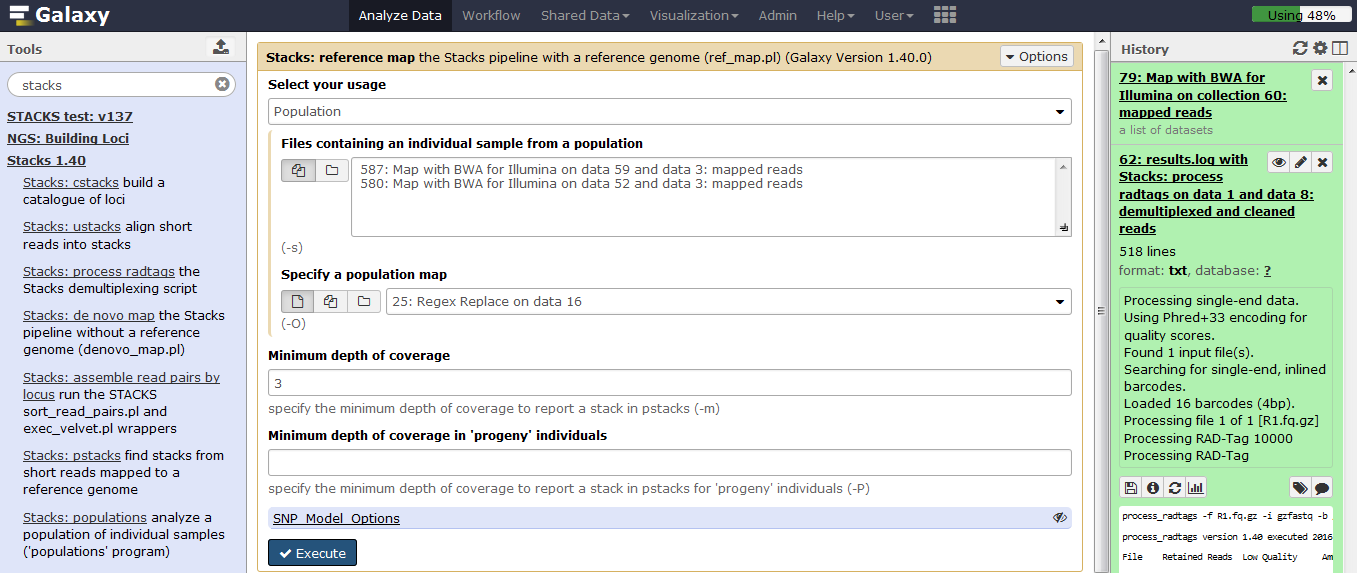 Galaxy
Analyze Data
Workflow
Shared Data
Visualization
Admin
Help
User
Using 48%
Tools
stacks
STACKS test: v137
NGS: Building Loci
Stacks 1.40
Stacks: cstacks build a
catalogue of loci
Stacks: ustacks align short
reads into stacks
Stacks: process radtags the
Stacks demultiplexing script
Stacks: de novo map the Stacks
pipeline without a reference
genome (denovo_map.pl)
Stacks: assemble read pairs by
locus run the STACKS
sort_read_pairs.pl and
exec_velvet.pl wrappers
Stacks: pstacks find stacks from
short reads mapped to a
reference genome
Stacks: populations analyze a
population of individual samples
('populations' program)
Stacks: reference map the Stacks pipeline with a reference genome (ref_map.pl) (Galaxy Version 1.40.0)
Options
Select your usage
Population
Files containing an individual sample from a population
587: Map with BWA for Illumina on data 59 and data 3: mapped reads
580: Map with BWA for Illumina on data 52 and data 3: mapped reads
(-s)
Specify a population map
25: Regex Replace on data 16
(-O)
Minimum depth of coverage
3
specify the minimum depth of coverage to report a stack in pstacks (-m)
Minimum depth of coverage in 'progeny' individuals
specify the minimum depth of coverage to report a stack in pstacks for 'progeny' individuals (-P)
SNP_Model_Options
Execute
History
79: Map with BWA for
Illumina on collection 60:
mapped reads
a list of datasets
62: results.log with
Stacks: process
radtags on data 1 and data 8:
demultiplexed and cleaned
reads
518 lines
format: txt, database: ?
Processing single-end data.
Using Phred+33 encoding for
quality scores.
Found 1 input file(s).
Searching for single-end, inlined
barcodes.
Loaded 16 barcodes (4bp).
Processing file 1 of 1 [R1.fq.gz]
Processing RAD-Tag 10000
Processing RAD-Tag
process_radtags -f R1.fq.gz -i gzfastq -b
process_radtags version 1.40 executed 2016
File Retained Reads Low Quality Am